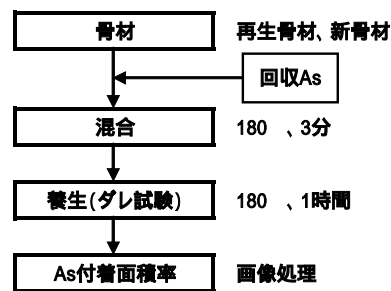 骨材 再生骨材、新骨材
回収As
混合 180 、3分
養生(ダレ試験) 180 、1時間
As付着面積率 画像処理